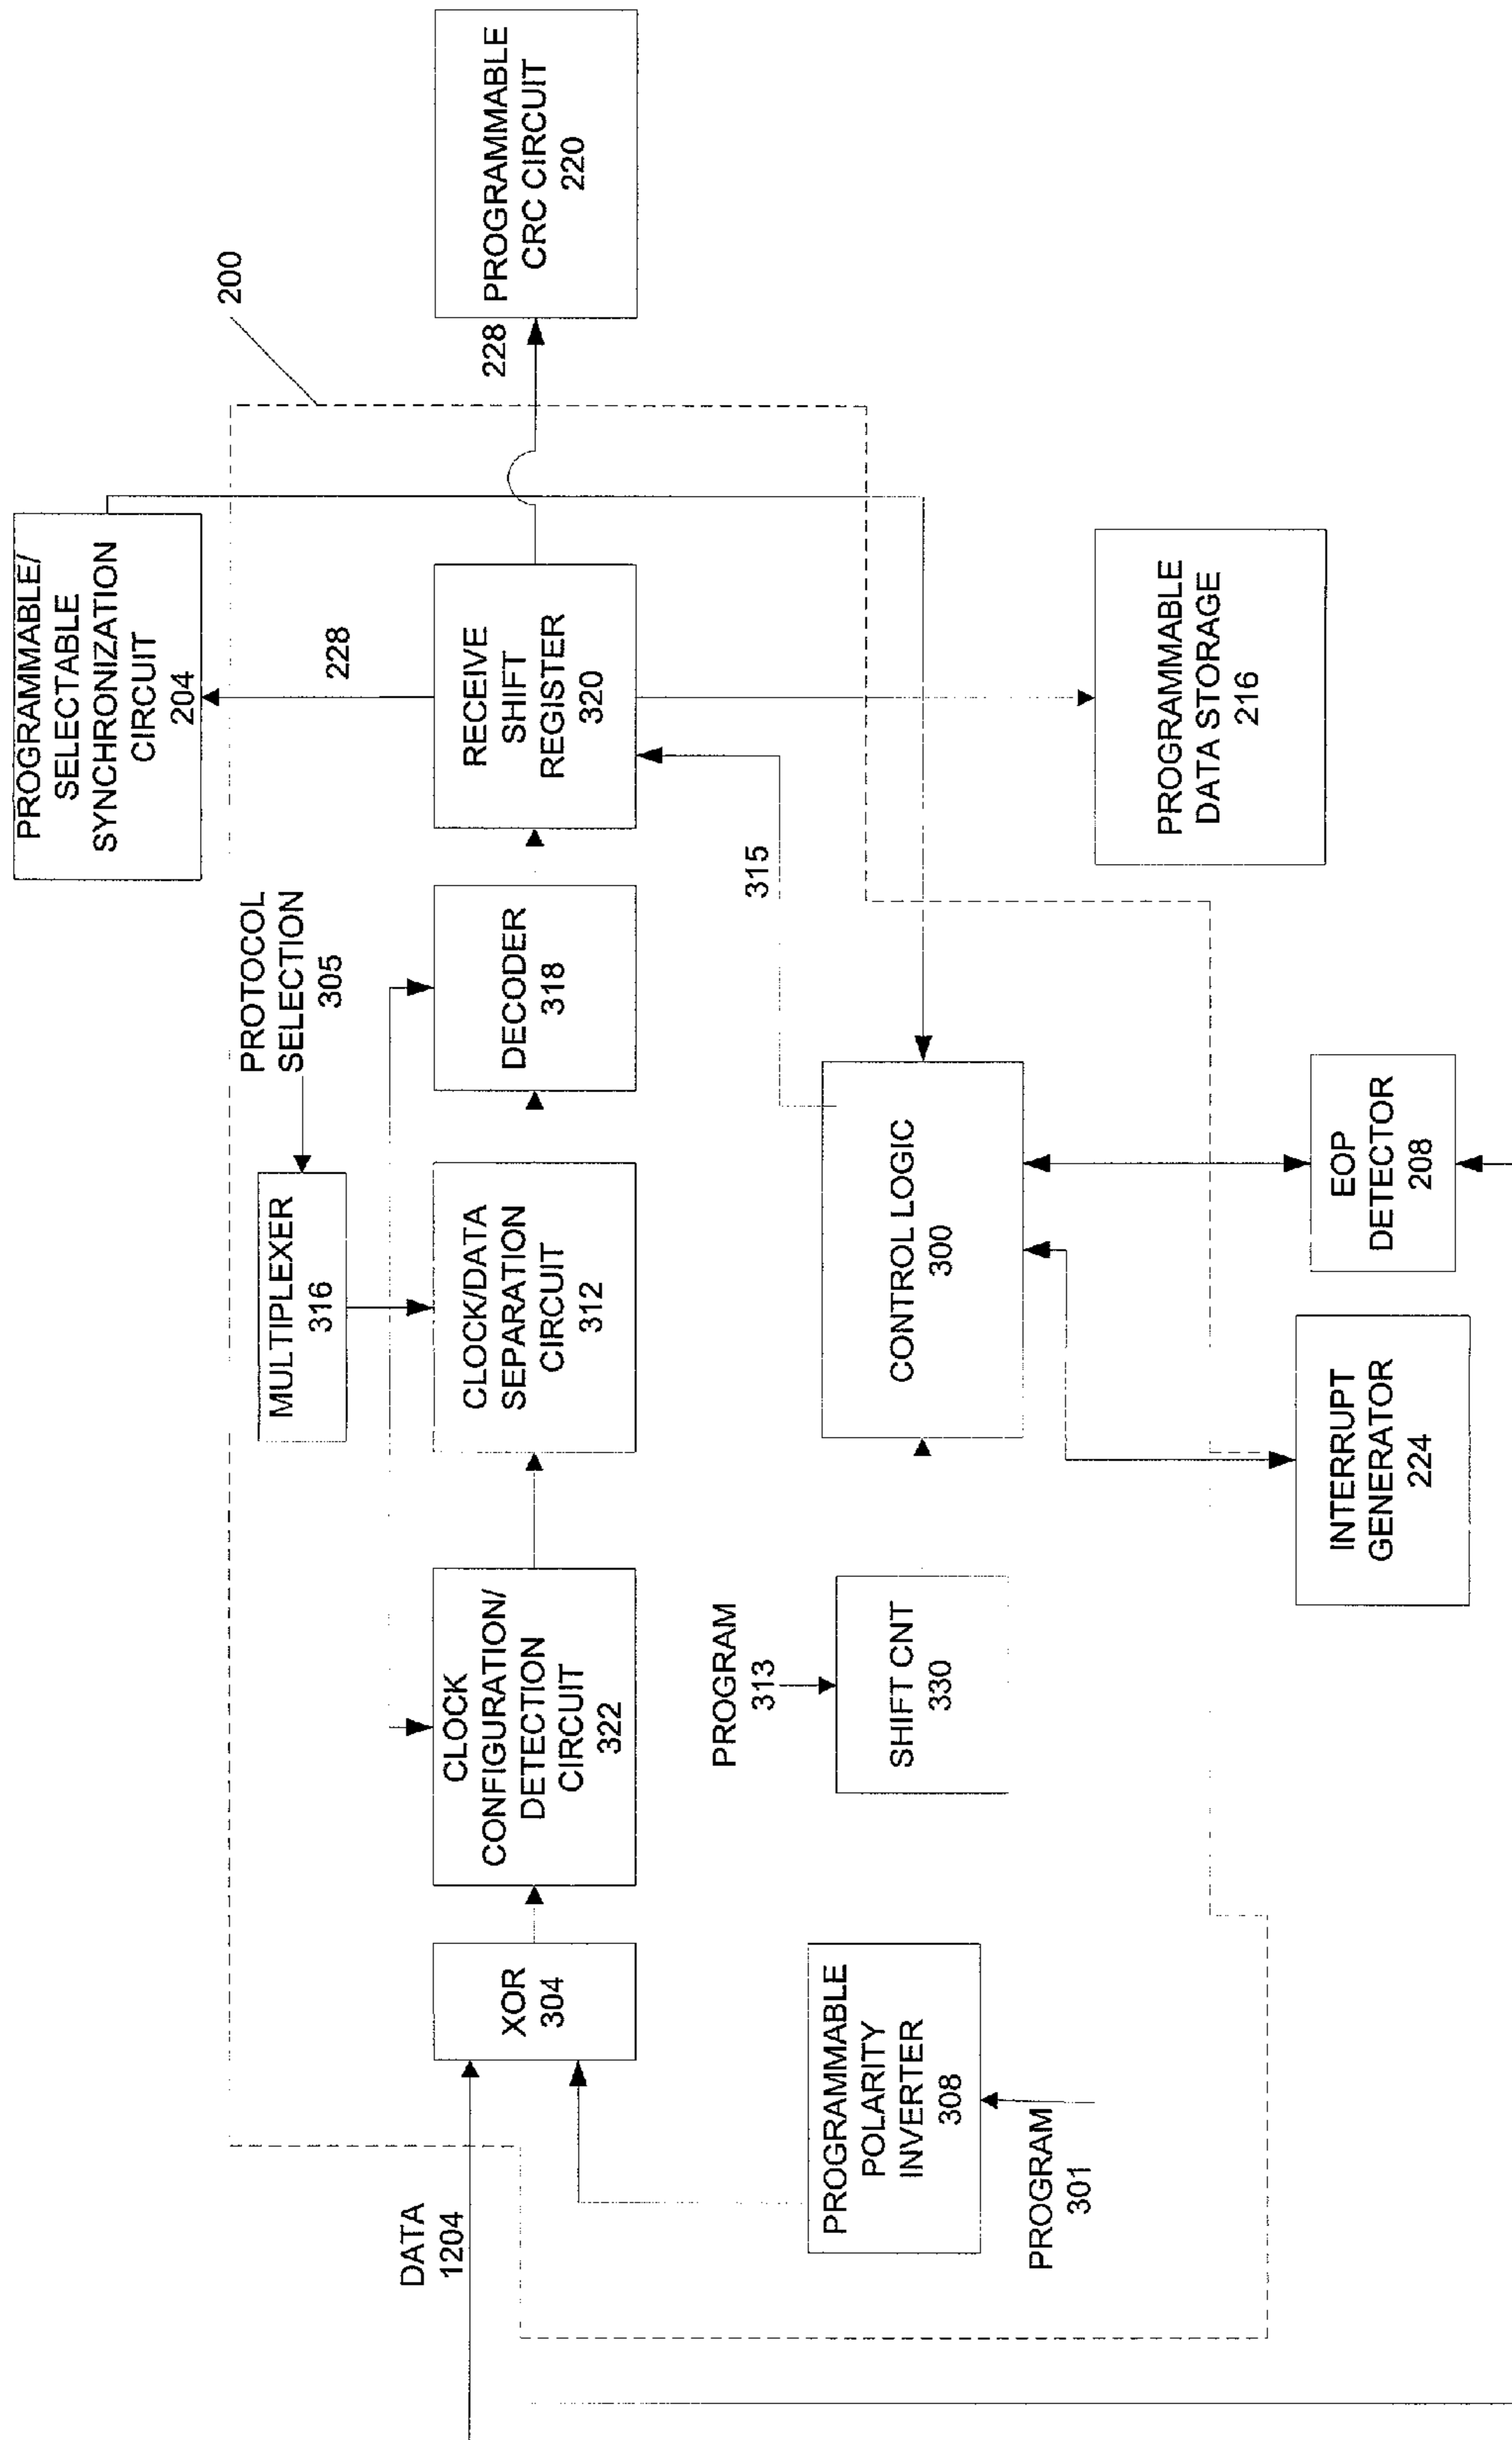 PROGRAMMABLE/
SELECTABLE
SYNCHRONIZATION
CIRCUIT
204
200
PROTOCOL
SELECTION
305
228
MULTIPLEXER
316
DATA
1204
XOR
304
CLOCK
CONFIGURATION/
DETECTION
CIRCUIT
322
CLOCK/DATA
SEPARATION
CIRCUIT
312
DECODER
318
RECEIVE
SHIFT
REGISTER
320
228
PROGRAMMABLE
CRC CIRCUIT
220
PROGRAM
313
315
PROGRAMMABLE
POLARITY
INVERTER
308
SHIFT CNT
330
CONTROL LOGIC
300
PROGRAM
301
PROGRAMMABLE
DATA STORAGE
216
INTERRUPT
GENERATOR
224
EOP
DETECTOR
208